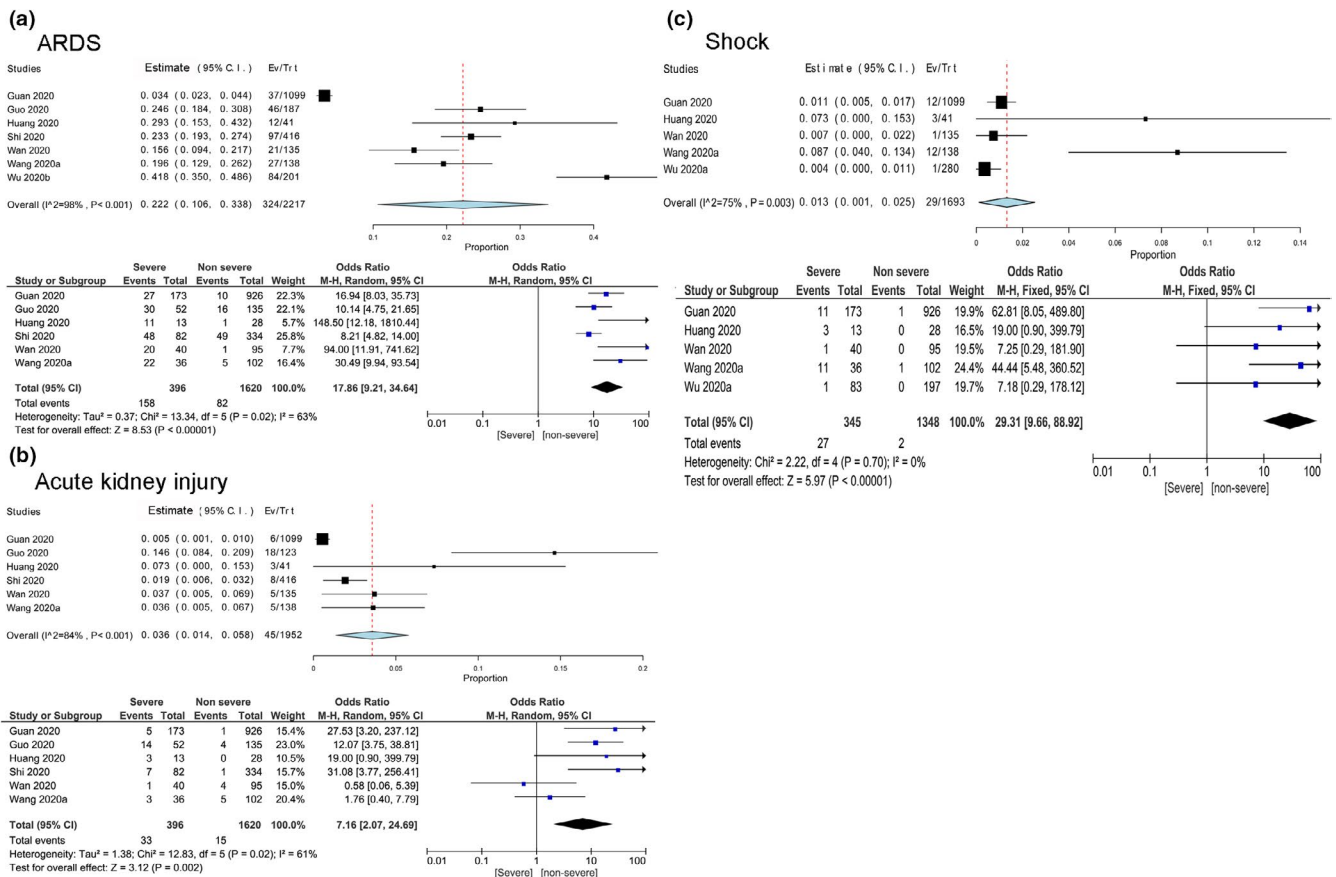 (a)
ARDS
Studies Estimate (95% C.I.) Ev/Trt
Guan 2020 0.034 (0.023, 0.044) 37/1099
Guo 2020 0.246 (0.184, 0.308) 46/187
Huang 2020 0.293 (0.153, 0.432) 12/41
Shi 2020 0.233 (0.193, 0.274) 97/416
Wan 2020 0.156 (0.094, 0.217) 21/135
Wang 2020a 0.196 (0.129, 0.262) 27/138
Wu 2020b 0.418 (0.350, 0.486) 84/201
Overall (I^2=98% , P< 0.001) 0.222 (0.106, 0.338) 324/2217
0.1 0.2 0.3 0.4
Proportion
Severe Non severe Odds Ratio Odds Ratio
Study or Subgroup Events Total Events Total Weight M-H, Random, 95% CI M-H, Random, 95% CI
Guan 2020 27 173 10 926 22.3% 16.94 [8.03, 35.73]
Guo 2020 30 52 16 135 22.1% 10.14 [4.75, 21.65]
Huang 2020 11 13 1 28 5.7% 148.50 [12.18, 1810.44]
Shi 2020 48 82 49 334 25.8% 8.21 [4.82, 14.00]
Wan 2020 20 40 1 95 7.7% 94.00 [11.91, 741.62]
Wang 2020a 22 36 5 102 16.4% 30.49 [9.94, 93.54]
Total (95% CI) 396 1620 100.0% 17.86 [9.21, 34.64]
Total events 158 82
Heterogeneity: Tau² = 0.37; Chi² = 13.34, df = 5 (P = 0.02); I² = 63%
Test for overall effect: Z = 8.53 (P < 0.00001)
0.01 0.1 1 10 100
[Severe] [non-severe]
(b)
Acute kidney injury
Studies Estimate (95% C.I.) Ev/Trt
Guan 2020 0.005 (0.001, 0.010) 6/1099
Guo 2020 0.146 (0.084, 0.209) 18/123
Huang 2020 0.073 (0.000, 0.153) 3/41
Shi 2020 0.019 (0.006, 0.032) 8/416
Wan 2020 0.037 (0.005, 0.069) 5/135
Wang 2020a 0.036 (0.005, 0.067) 5/138
Overall (I^2=84% , P< 0.001) 0.036 (0.014, 0.058) 45/1952
0 0.05 0.1 0.15 0.2
Proportion
Severe Non severe Odds Ratio Odds Ratio
Study or Subgroup Events Total Events Total Weight M-H, Random, 95% CI M-H, Random, 95% CI
Guan 2020 5 173 1 926 15.4% 27.53 [3.20, 237.12]
Guo 2020 14 52 4 135 23.0% 12.07 [3.75, 38.81]
Huang 2020 3 13 0 28 10.5% 19.00 [0.90, 399.79]
Shi 2020 7 82 1 334 15.7% 31.08 [3.77, 256.41]
Wan 2020 1 40 4 95 15.0% 0.58 [0.06, 5.39]
Wang 2020a 3 36 5 102 20.4% 1.76 [0.40, 7.79]
Total (95% CI) 396 1620 100.0% 7.16 [2.07, 24.69]
Total events 33 15
Heterogeneity: Tau² = 1.38; Chi² = 12.83, df = 5 (P = 0.02); I² = 61%
Test for overall effect: Z = 3.12 (P = 0.002)
0.01 0.1 1 10 100
[Severe] [non-severe]
(c)
Shock
Studies Estimate (95% C.I.) Ev/Trt
Guan 2020 0.011 (0.005, 0.017) 12/1099
Huang 2020 0.073 (0.000, 0.153) 3/41
Wan 2020 0.007 (0.000, 0.022) 1/135
Wang 2020a 0.087 (0.040, 0.134) 12/138
Wu 2020a 0.004 (0.000, 0.011) 1/280
Overall (I^2=75% , P = 0.003) 0.013 (0.001, 0.025) 29/1693
0 0.02 0.04 0.06 0.08 0.1 0.12 0.14
Proportion
Severe Non severe Odds Ratio Odds Ratio
Study or Subgroup Events Total Events Total Weight M-H, Fixed, 95% CI M-H, Fixed, 95% CI
Guan 2020 11 173 1 926 19.9% 62.81 [8.05, 489.80]
Huang 2020 3 13 0 28 16.5% 19.00 [0.90, 399.79]
Wan 2020 1 40 0 95 19.5% 7.25 [0.29, 181.90]
Wang 2020a 11 36 1 102 24.4% 44.44 [5.48, 360.52]
Wu 2020a 1 83 0 197 19.7% 7.18 [0.29, 178.12]
Total (95% CI) 345 1348 100.0% 29.31 [9.66, 88.92]
Total events 27 2
Heterogeneity: Chi² = 2.22, df = 4 (P = 0.70); I² = 0%
Test for overall effect: Z = 5.97 (P < 0.00001)
0.01 0.1 1 10 100
[Severe] [non-severe]